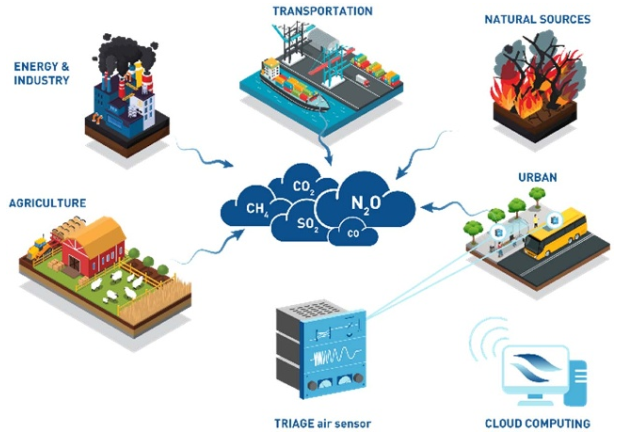 TRANSPORTATION
NATURAL SOURCES
ENERGY &
INDUSTRY
CO₂
CH₄
N₂O
SO₂
CO
URBAN
AGRICULTURE
TRIAGE air sensor
CLOUD COMPUTING